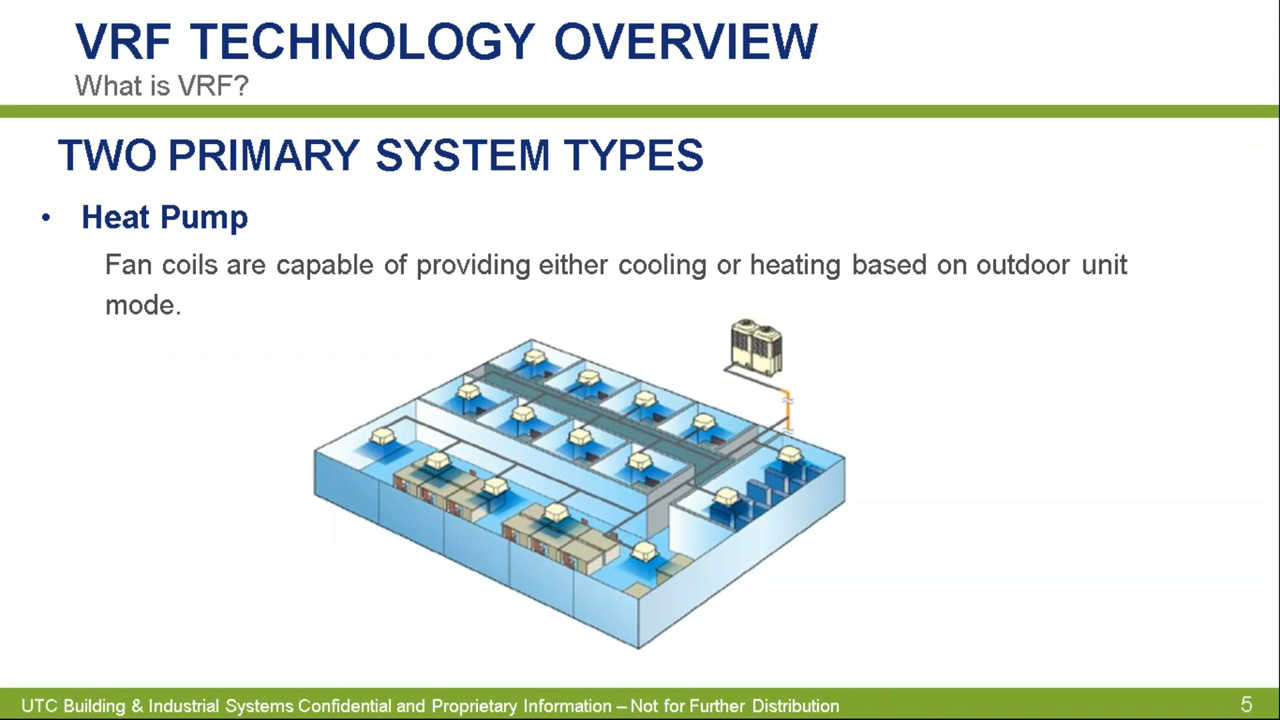 VRF TECHNOLOGY OVERVIEW
What is VRF?
TWO PRIMARY SYSTEM TYPES
• Heat Pump
Fan coils are capable of providing either cooling or heating based on outdoor unit
mode.
UTC Building & Industrial Systems Confidential and Proprietary Information – Not for Further Distribution
5